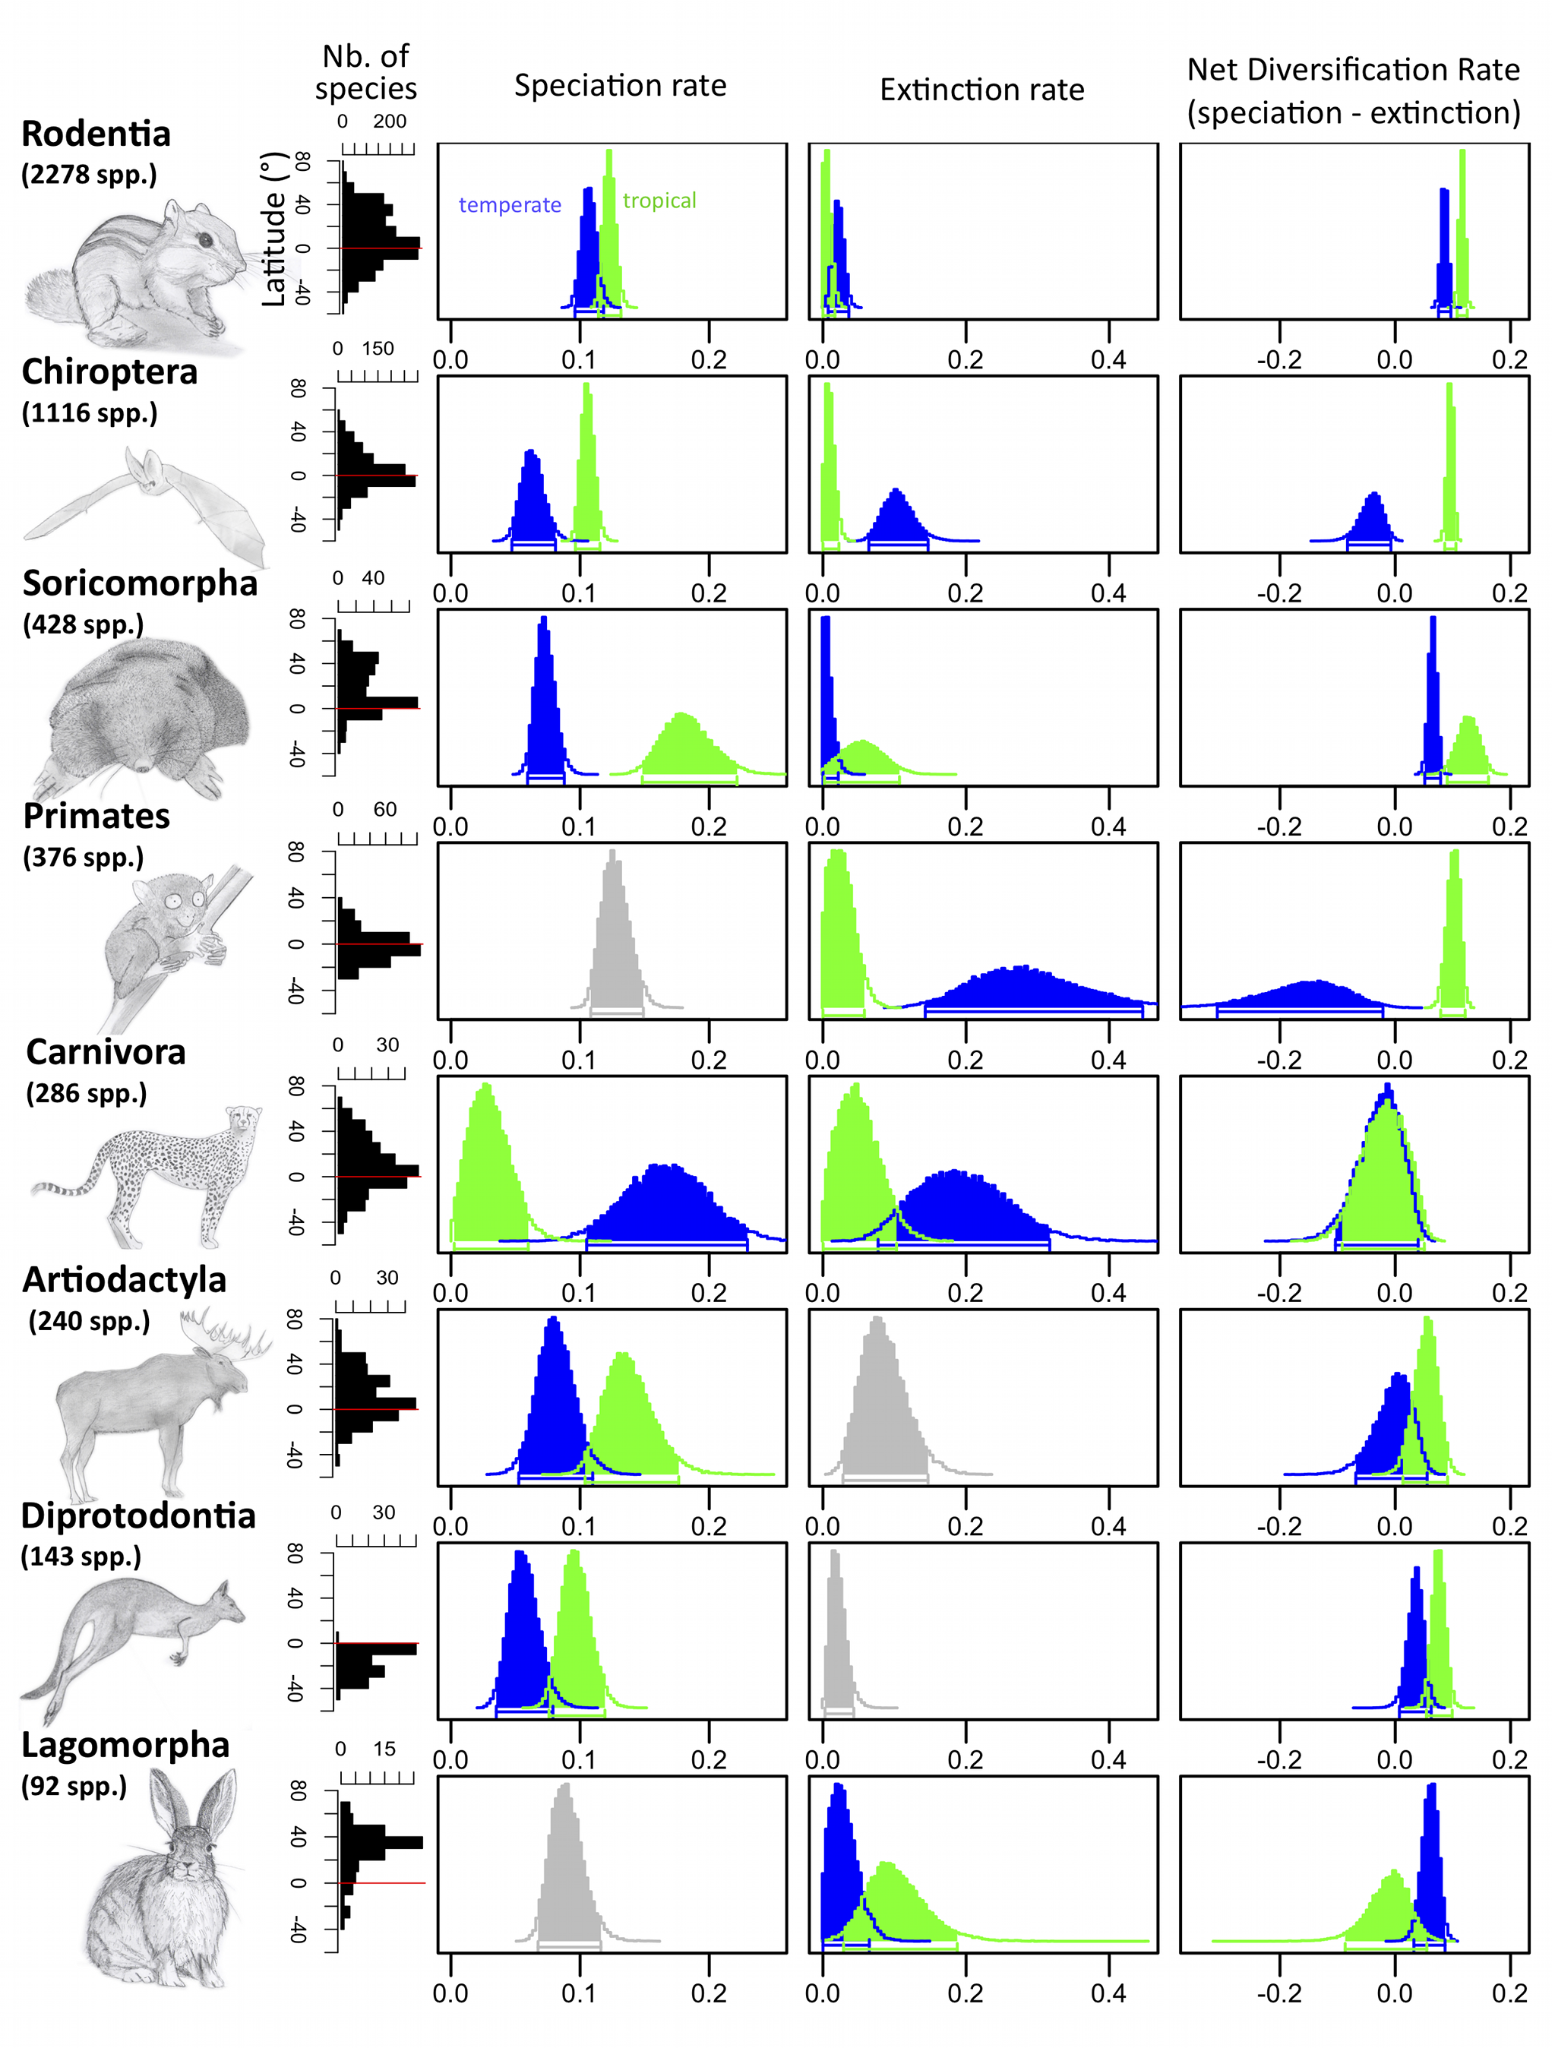 Nb. of
species
Speciation rate
Extinction rate
Net Diversification Rate
(speciation - extinction)
Rodentia
(2278 spp.)
0 200
Latitude (°)
80 40 0 -40
temperate
tropical
0.0 0.1 0.2
0.0 0.2 0.4
-0.2 0.0 0.2
Chiroptera
(1116 spp.)
0 150
80 40 0 -40
0.0 0.1 0.2
0.0 0.2 0.4
-0.2 0.0 0.2
Soricomorpha
(428 spp.)
0 40
80 40 0 -40
0.0 0.1 0.2
0.0 0.2 0.4
-0.2 0.0 0.2
Primates
(376 spp.)
0 60
80 40 0 -40
0.0 0.1 0.2
0.0 0.2 0.4
-0.2 0.0 0.2
Carnivora
(286 spp.)
0 30
80 40 0 -40
0.0 0.1 0.2
0.0 0.2 0.4
-0.2 0.0 0.2
Artiodactyla
(240 spp.)
0 30
80 40 0 -40
0.0 0.1 0.2
0.0 0.2 0.4
-0.2 0.0 0.2
Diprotodontia
(143 spp.)
0 30
80 40 0 -40
0.0 0.1 0.2
0.0 0.2 0.4
-0.2 0.0 0.2
Lagomorpha
(92 spp.)
0 15
80 40 0 -40
0.0 0.1 0.2
0.0 0.2 0.4
-0.2 0.0 0.2